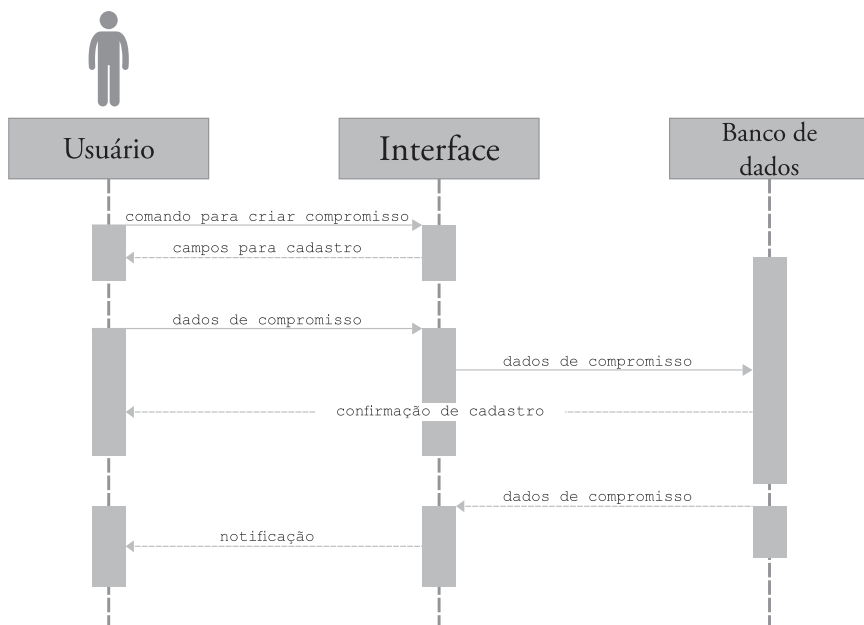 Usuário
Interface
Banco de
dados
comando para criar compromisso
campos para cadastro
dados de compromisso
dados de compromisso
confirmação de cadastro
dados de compromisso
notificação